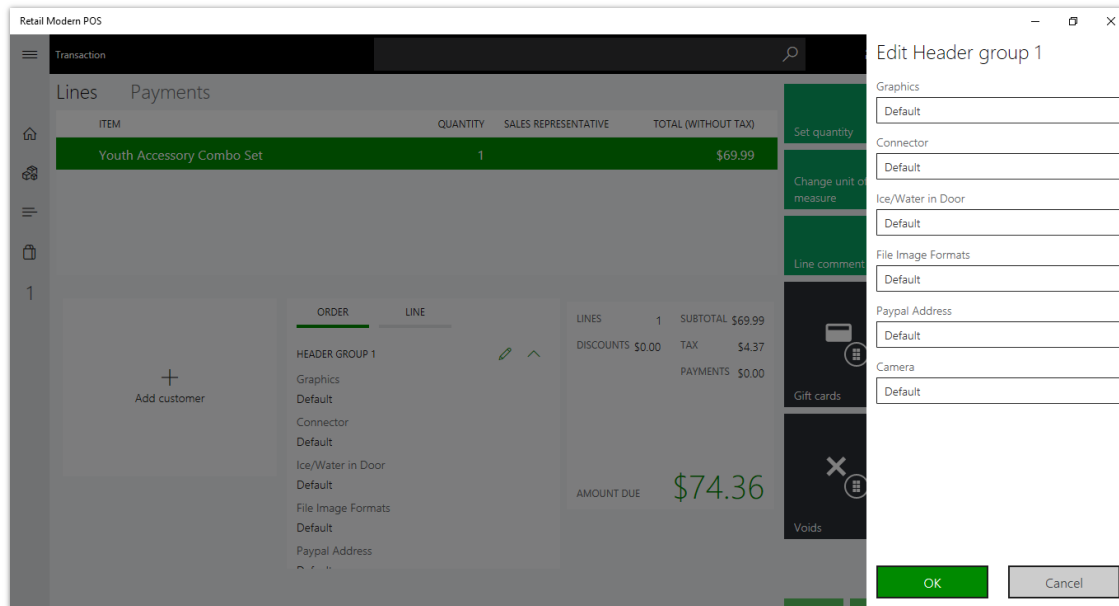 Retail Modern POS
Transaction
Lines Payments
ITEM QUANTITY SALES REPRESENTATIVE TOTAL (WITHOUT TAX)
Youth Accessory Combo Set 1 $69.99
1
Add customer
ORDER LINE
HEADER GROUP 1
Graphics
Default
Connector
Default
Ice/Water in Door
Default
File Image Formats
Default
Paypal Address
LINES 1 SUBTOTAL $69.99
DISCOUNTS $0.00 TAX $4.37
PAYMENTS $0.00
AMOUNT DUE $74.36
Set quantity
Change unit of
measure
Line comment
Gift cards
Voids
Edit Header group 1
Graphics
Default
Connector
Default
Ice/Water in Door
Default
File Image Formats
Default
Paypal Address
Default
Camera
Default
OK Cancel